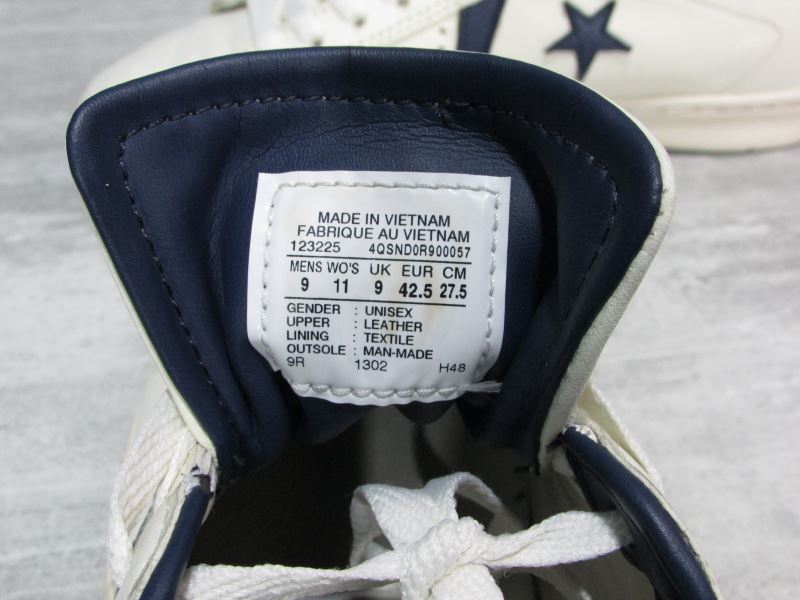 MADE IN VIETNAM
FABRIQUE AU VIETNAM
123225 4QSND0R900057
MENS WO'S UK EUR CM
9 11 9 42.5 27.5
GENDER : UNISEX
UPPER : LEATHER
LINING : TEXTILE
OUTSOLE : MAN-MADE
9R 1302 H48